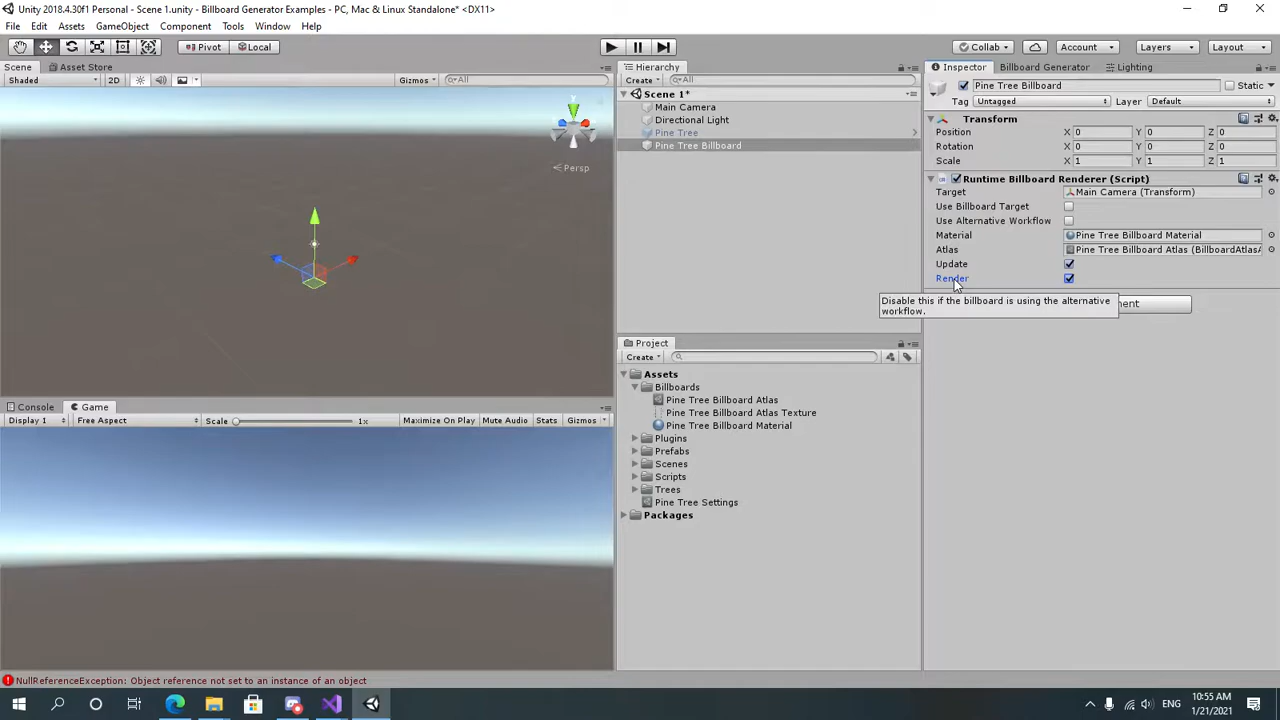 Unity 2018.4.30f1 Personal - Scene 1.unity - Billboard Generator Examples - PC, Mac & Linux Standalone* <DX11>
File Edit Assets GameObject Component Tools Window Help
Pivot Local Collab Account Layers Layout
Scene Asset Store
Shaded 2D Gizmos All
Persp
Hierarchy
Create All
Scene 1*
Main Camera
Directional Light
Pine Tree
Pine Tree Billboard
Inspector Billboard Generator Lighting
Pine Tree Billboard Static
Tag Untagged Layer Default
Transform
Position X 0 Y 0 Z 0
Rotation X 0 Y 0 Z 0
Scale X 1 Y 1 Z 1
Runtime Billboard Renderer (Script)
Target Main Camera (Transform)
Use Billboard Target
Use Alternative Workflow
Material Pine Tree Billboard Material
Atlas Pine Tree Billboard Atlas (BillboardAtlasA
Update
Render
Disable this if the billboard is using the alternative
workflow.
nent
Project
Create
Assets
Billboards
Pine Tree Billboard Atlas
Pine Tree Billboard Atlas Texture
Pine Tree Billboard Material
Plugins
Prefabs
Scenes
Scripts
Trees
Pine Tree Settings
Packages
Console Game
Display 1 Free Aspect Scale 1x Maximize On Play Mute Audio Stats Gizmos
NullReferenceException: Object reference not set to an instance of an object
10:55 AM
1/21/2021